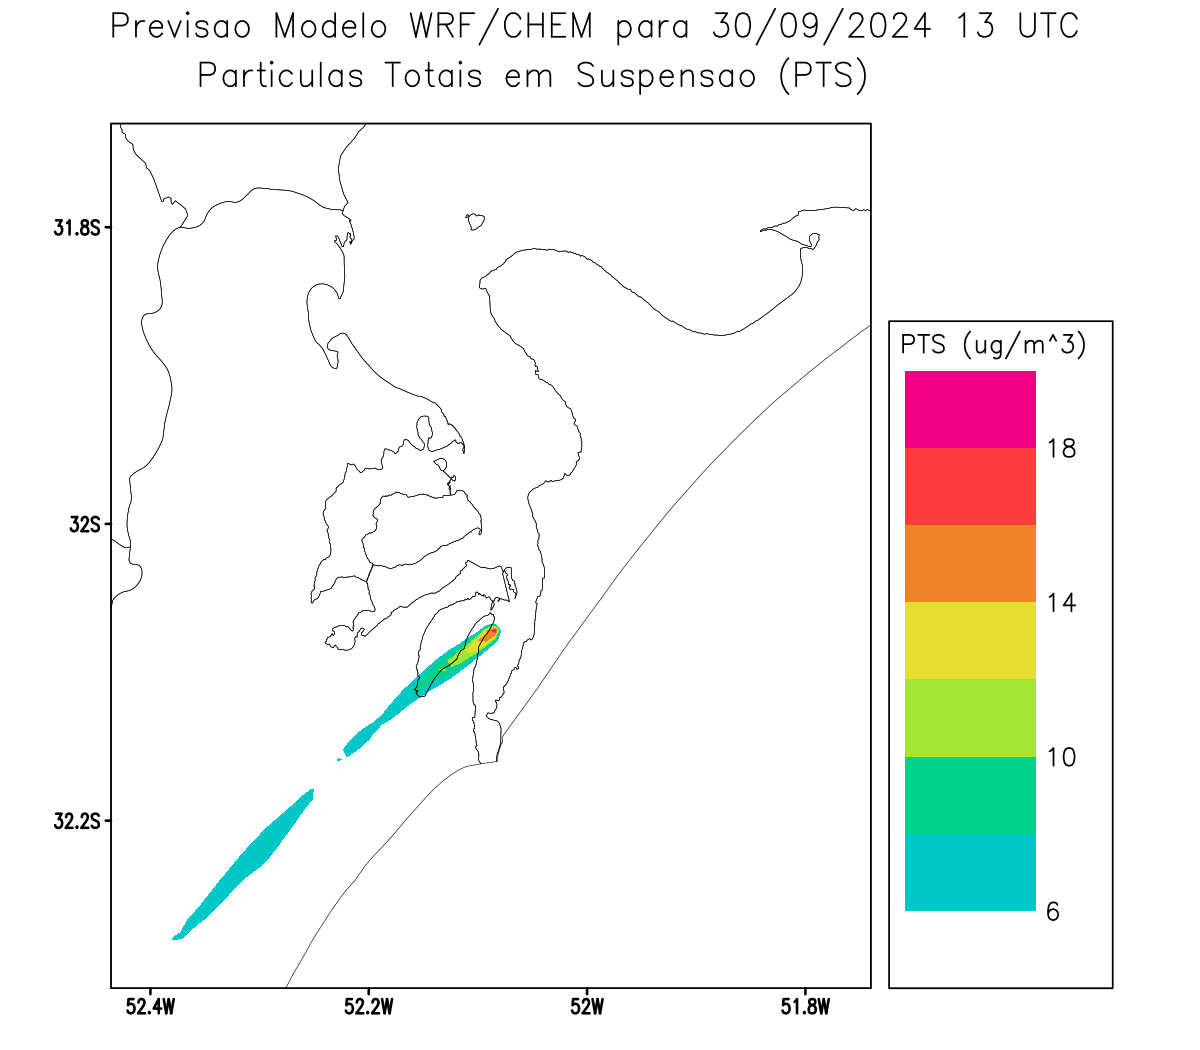 Previsao Modelo WRF/CHEM para 30/09/2024 13 UTC
Particulas Totais em Suspensao (PTS)
31.8S
32S
32.2S
52.4W
52.2W
52W
51.8W
PTS (ug/m^3)
18
14
10
6